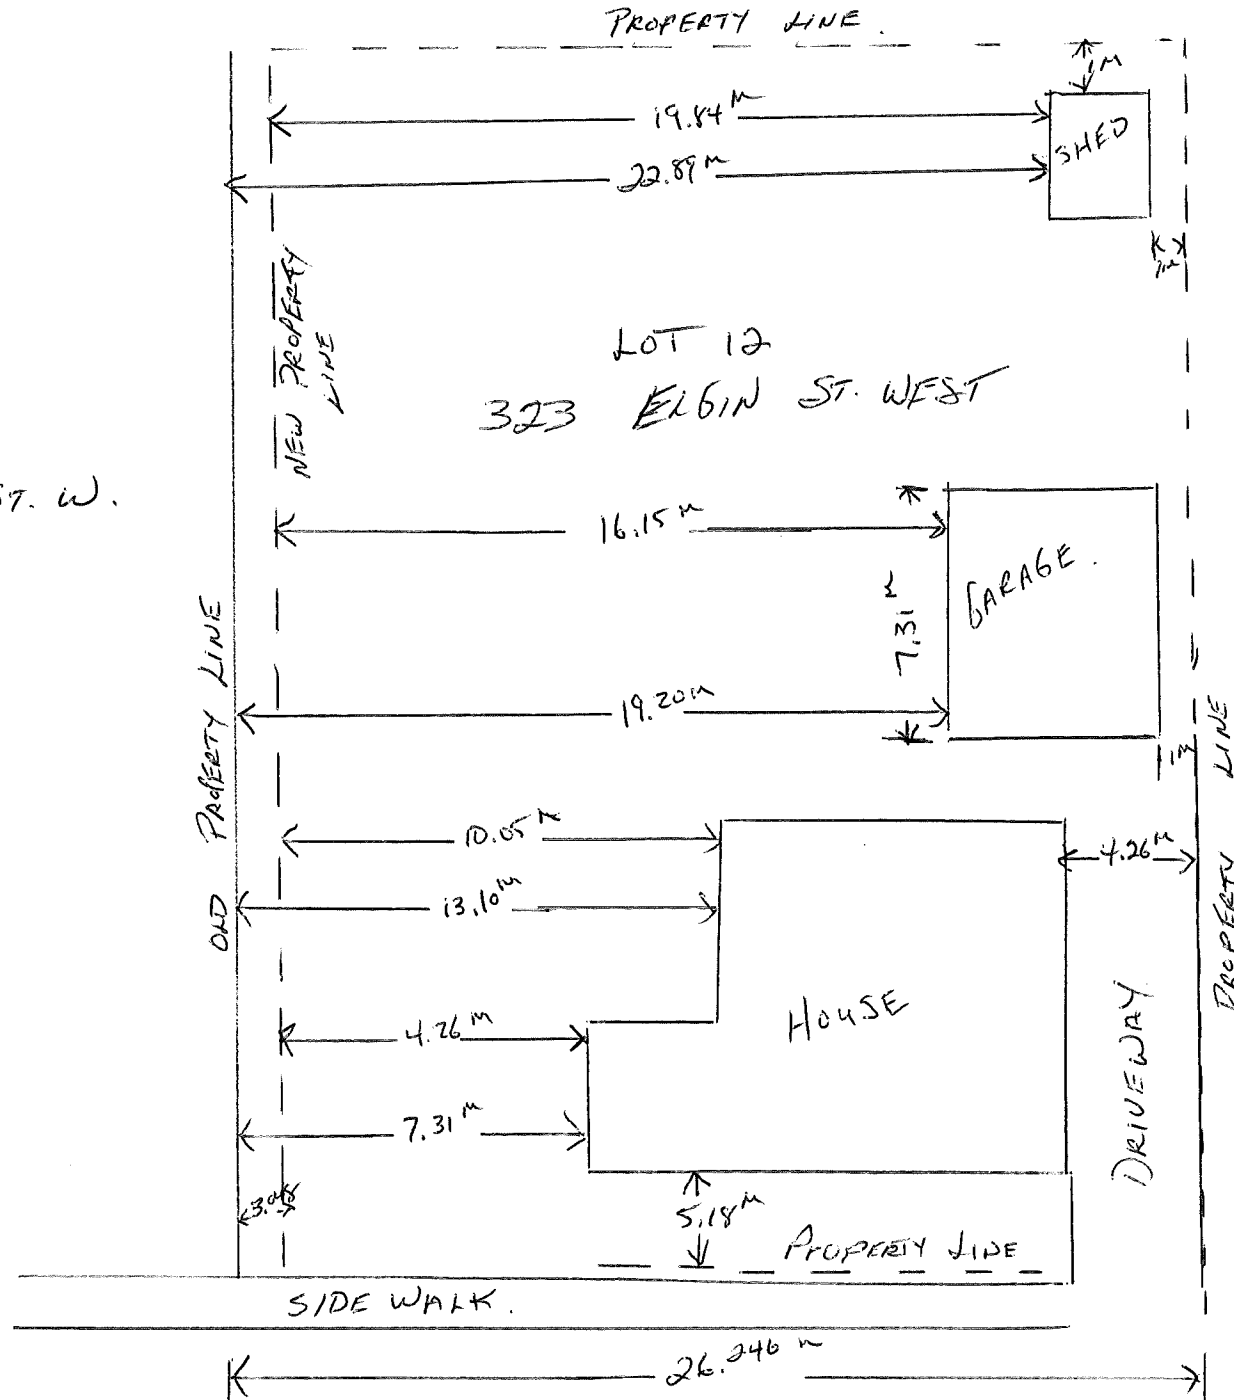 PROPERTY LINE.
1M
19.84M
SHED
22.89M
NEW PROPERTY
LINE
LOT 12
323 ELGIN ST. WEST
ST. W.
16.15M
GARAGE.
7.31M
OLD PROPERTY LINE
19.20M
1M
PROPERTY LINE
10.05M
4.26M
13.10M
HOUSE
4.26M
DRIVEWAY
7.31M
3.048
5.18M
PROPERTY LINE
SIDE WALK.
26.246M